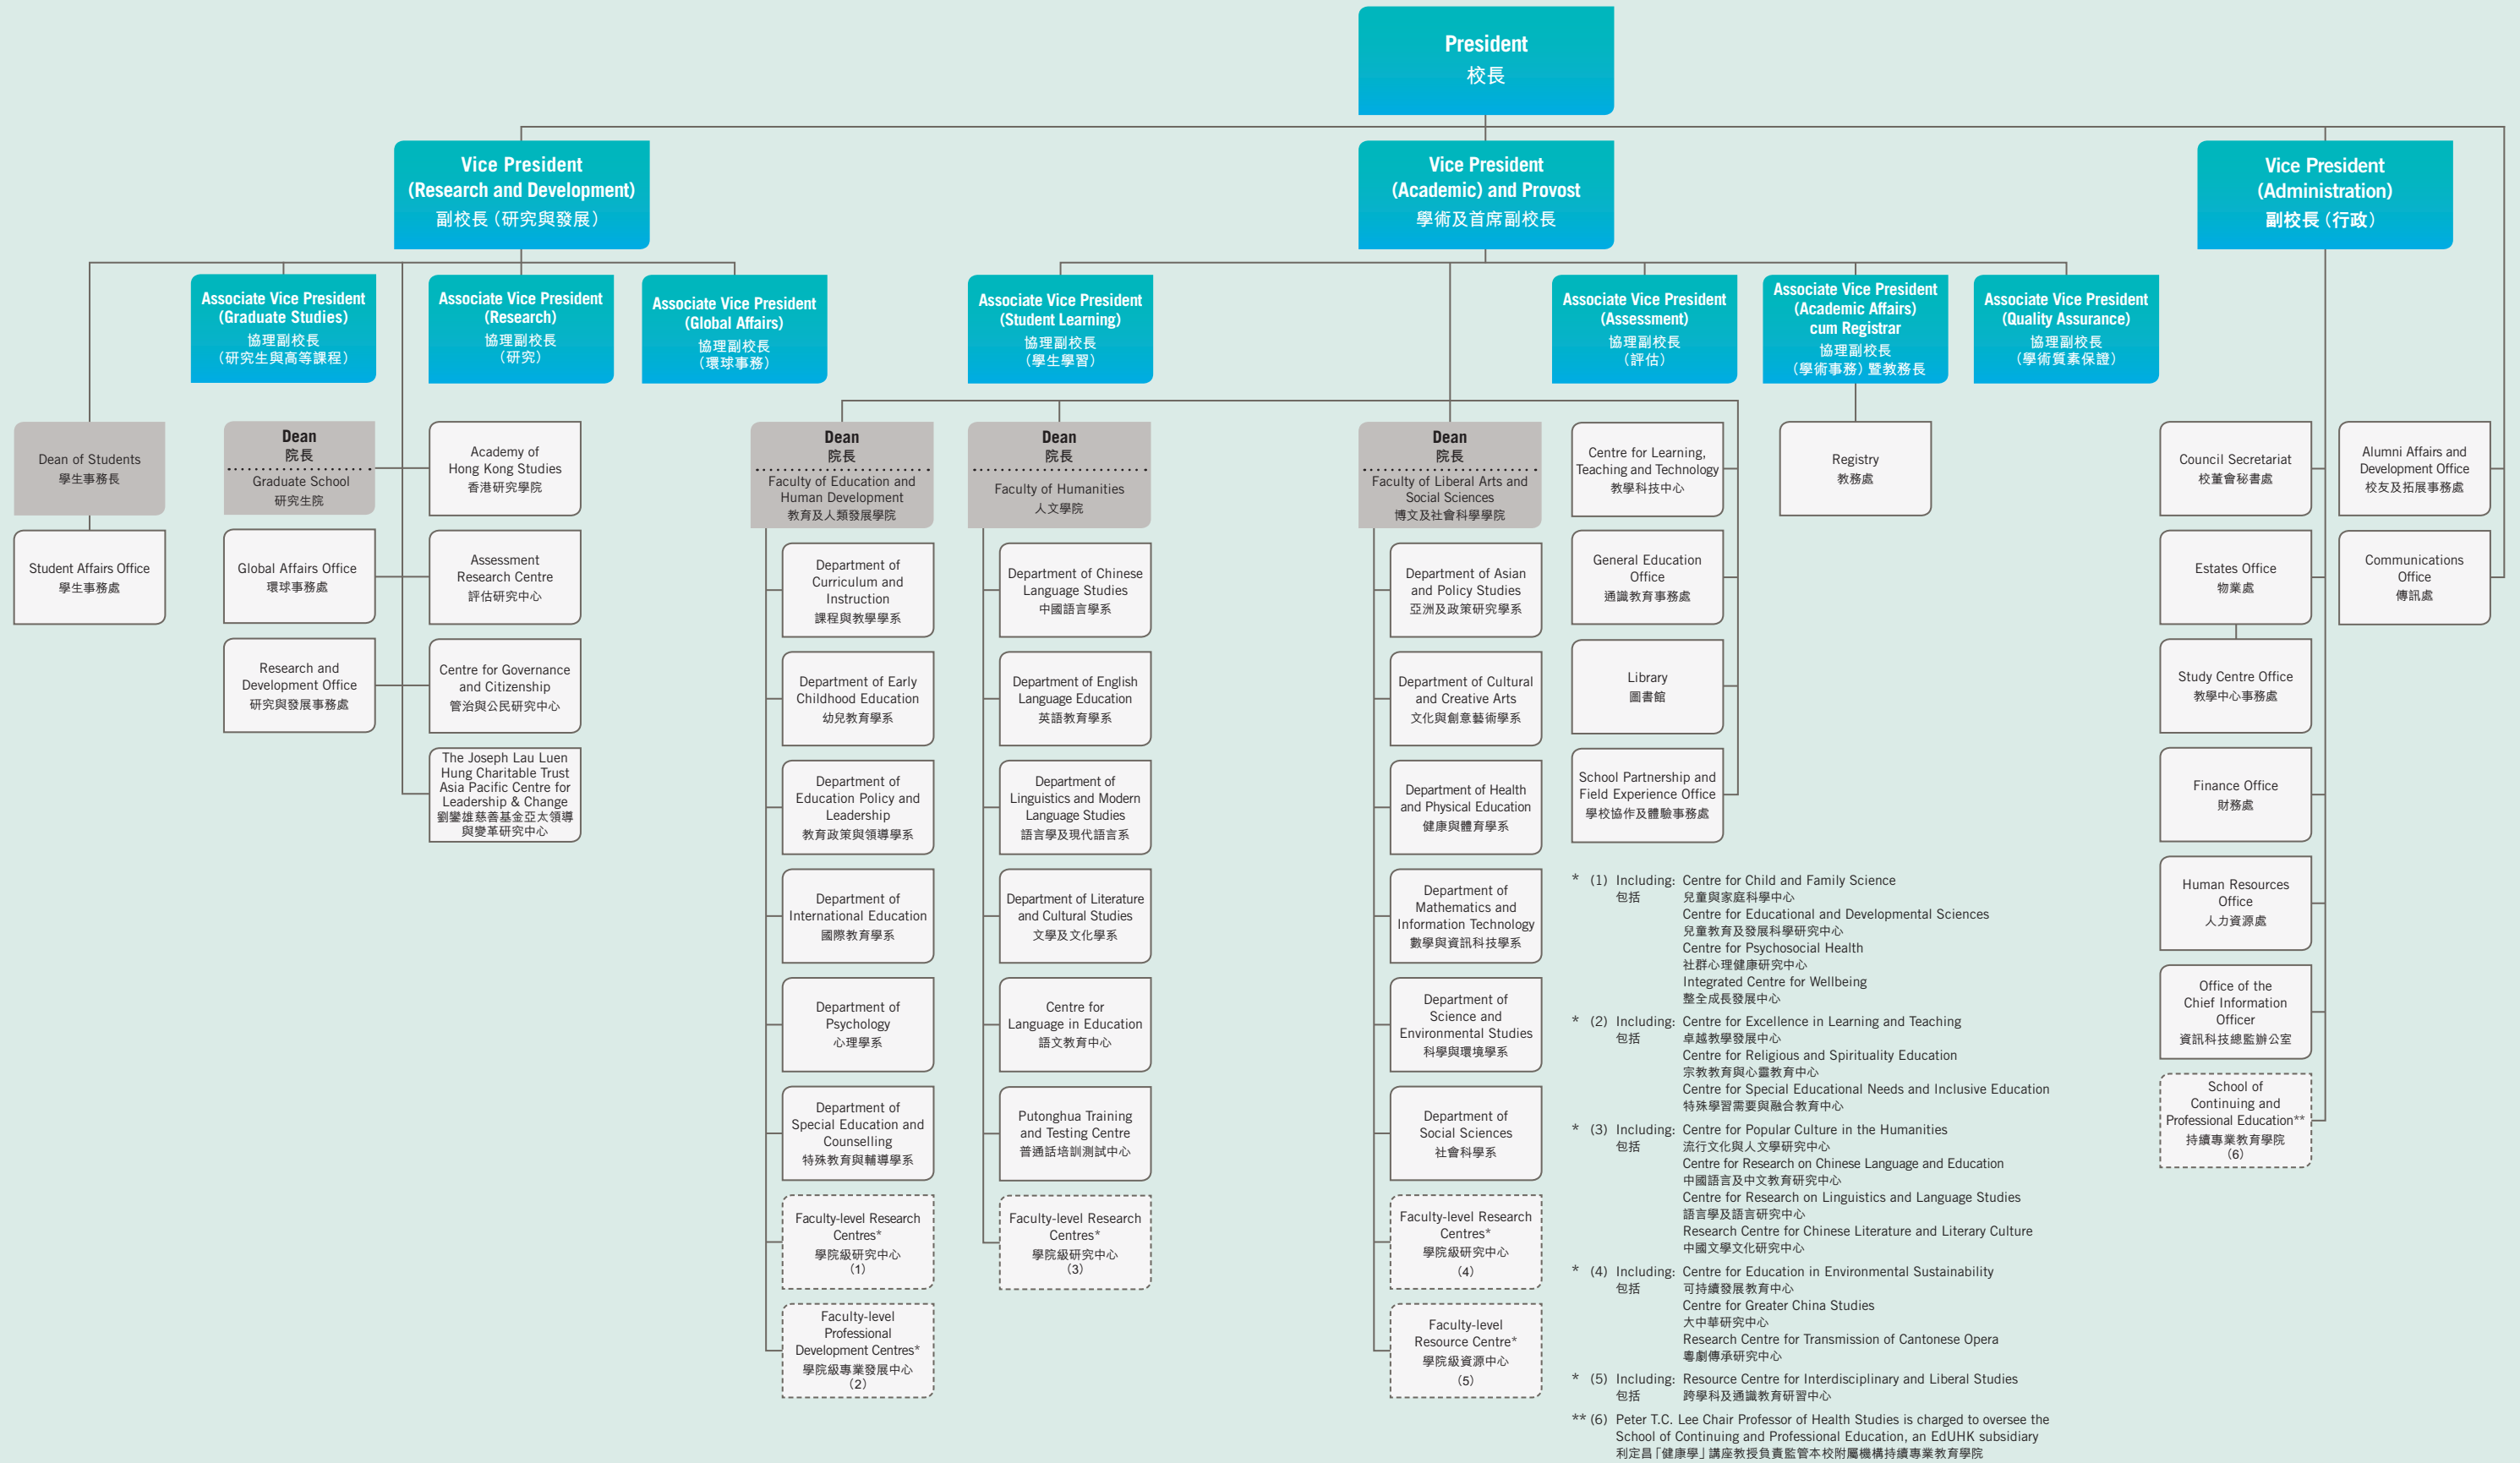 President
校長
Vice President
(Research and Development)
副校長（研究與發展）
Vice President
(Academic) and Provost
學術及首席副校長
Vice President
(Administration)
副校長（行政）
Associate Vice President
(Graduate Studies)
協理副校長
（研究生與高等課程）
Associate Vice President
(Research)
協理副校長
（研究）
Associate Vice President
(Global Affairs)
協理副校長
（環球事務）
Associate Vice President
(Student Learning)
協理副校長
（學生學習）
Associate Vice President
(Assessment)
協理副校長
（評估）
Associate Vice President
(Academic Affairs)
cum Registrar
協理副校長
（學術事務）暨教務長
Associate Vice President
(Quality Assurance)
協理副校長
（學術質素保證）
Dean of Students
學生事務長
Student Affairs Office
學生事務處
Dean
院長
Graduate School
研究生院
Global Affairs Office
環球事務處
Research and
Development Office
研究與發展事務處
Academy of
Hong Kong Studies
香港研究學院
Assessment
Research Centre
評估研究中心
Centre for Governance
and Citizenship
管治與公民研究中心
The Joseph Lau Luen
Hung Charitable Trust
Asia Pacific Centre for
Leadership & Change
劉鑾雄慈善基金亞太領導
與變革研究中心
Dean
院長
Faculty of Education and
Human Development
教育及人類發展學院
Department of
Curriculum and
Instruction
課程與教學學系
Department of Early
Childhood Education
幼兒教育學系
Department of
Education Policy and
Leadership
教育政策與領導學系
Department of
International Education
國際教育學系
Department of
Psychology
心理學系
Department of
Special Education and
Counselling
特殊教育與輔導學系
Faculty-level Research
Centres*
學院級研究中心
（1）
Faculty-level
Professional
Development Centres*
學院級專業發展中心
（2）
Dean
院長
Faculty of Humanities
人文學院
Department of Chinese
Language Studies
中國語言學系
Department of English
Language Education
英語教育學系
Department of
Linguistics and Modern
Language Studies
語言學及現代語言系
Department of Literature
and Cultural Studies
文學及文化學系
Centre for
Language in Education
語文教育中心
Putonghua Training
and Testing Centre
普通話培訓測試中心
Faculty-level Research
Centres*
學院級研究中心
（3）
Dean
院長
Faculty of Liberal Arts and
Social Sciences
博文及社會科學學院
Department of Asian
and Policy Studies
亞洲及政策研究學系
Department of Cultural
and Creative Arts
文化與創意藝術學系
Department of Health
and Physical Education
健康與體育學系
Department of
Mathematics and
Information Technology
數學與資訊科技學系
Department of
Science and
Environmental Studies
科學與環境學系
Department of
Social Sciences
社會科學系
Faculty-level Research
Centres*
學院級研究中心
（4）
Faculty-level
Resource Centre*
學院級資源中心
（5）
Centre for Learning,
Teaching and Technology
教學科技中心
General Education
Office
通識教育事務處
Library
圖書館
School Partnership and
Field Experience Office
學校協作及體驗事務處
Registry
教務處
Council Secretariat
校董會秘書處
Estates Office
物業處
Study Centre Office
教學中心事務處
Finance Office
財務處
Human Resources
Office
人力資源處
Office of the
Chief Information
Officer
資訊科技總監辦公室
School of
Continuing and
Professional Education**
持續專業教育學院
（6）
Alumni Affairs and
Development Office
校友及拓展事務處
Communications
Office
傳訊處
* (1) Including: Centre for Child and Family Science
包括 兒童與家庭科學中心
Centre for Educational and Developmental Sciences
兒童教育及發展科學研究中心
Centre for Psychosocial Health
社群心理健康研究中心
Integrated Centre for Wellbeing
整全成長發展中心
* (2) Including: Centre for Excellence in Learning and Teaching
包括 卓越教學發展中心
Centre for Religious and Spirituality Education
宗教教育與心靈教育中心
Centre for Special Educational Needs and Inclusive Education
特殊學習需要與融合教育中心
* (3) Including: Centre for Popular Culture in the Humanities
包括 流行文化與人文學研究中心
Centre for Research on Chinese Language and Education
中國語言及中文教育研究中心
Centre for Research on Linguistics and Language Studies
語言學及語言研究中心
Research Centre for Chinese Literature and Literary Culture
中國文學文化研究中心
* (4) Including: Centre for Education in Environmental Sustainability
包括 可持續發展教育中心
Centre for Greater China Studies
大中華研究中心
Research Centre for Transmission of Cantonese Opera
粵劇傳承研究中心
* (5) Including: Resource Centre for Interdisciplinary and Liberal Studies
包括 跨學科及通識教育研習中心
** (6) Peter T.C. Lee Chair Professor of Health Studies is charged to oversee the
School of Continuing and Professional Education, an EdUHK subsidiary
利定昌「健康學」講座教授負責監管本校附屬機構持續專業教育學院